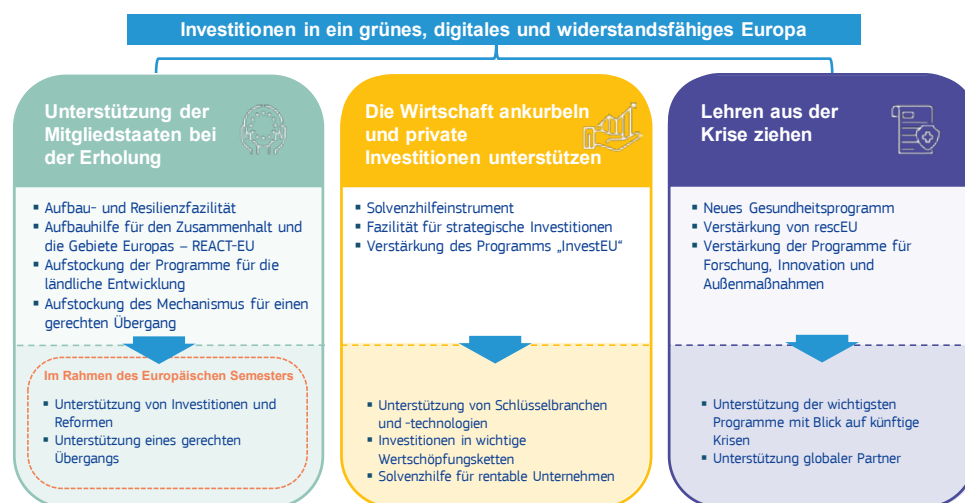 Investitionen in ein grünes, digitales und widerstandsfähiges Europa
Unterstützung der
Mitgliedstaaten bei
der Erholung
▪ Aufbau- und Resilienzfazilität
▪ Aufbauhilfe für den Zusammenhalt und
die Gebiete Europas – REACT-EU
▪ Aufstockung der Programme für die
ländliche Entwicklung
▪ Aufstockung des Mechanismus für einen
gerechten Übergang
Im Rahmen des Europäischen Semesters
▪ Unterstützung von Investitionen und
Reformen
▪ Unterstützung eines gerechten
Übergangs
Die Wirtschaft ankurbeln
und private
Investitionen unterstützen
▪ Solvenzhilfeinstrument
▪ Fazilität für strategische Investitionen
▪ Verstärkung des Programms „InvestEU“
▪ Unterstützung von Schlüsselbranchen
und -technologien
▪ Investitionen in wichtige
Wertschöpfungsketten
▪ Solvenzhilfe für rentable Unternehmen
Lehren aus der
Krise ziehen
▪ Neues Gesundheitsprogramm
▪ Verstärkung von rescEU
▪ Verstärkung der Programme für
Forschung, Innovation und
Außenmaßnahmen
▪ Unterstützung der wichtigsten
Programme mit Blick auf künftige
Krisen
▪ Unterstützung globaler Partner